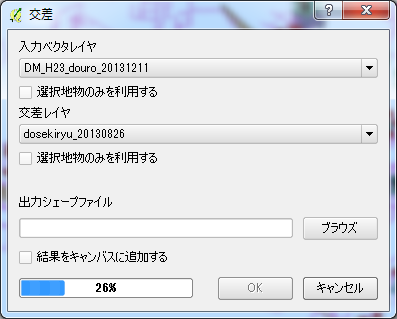 交差
入力ベクタレイヤ
DM_H23_douro_20131211
選択地物のみを利用する
交差レイヤ
dosekiryu_20130826
選択地物のみを利用する
出力シェープファイル
ブラウズ
結果をキャンバスに追加する
26% OK キャンセル